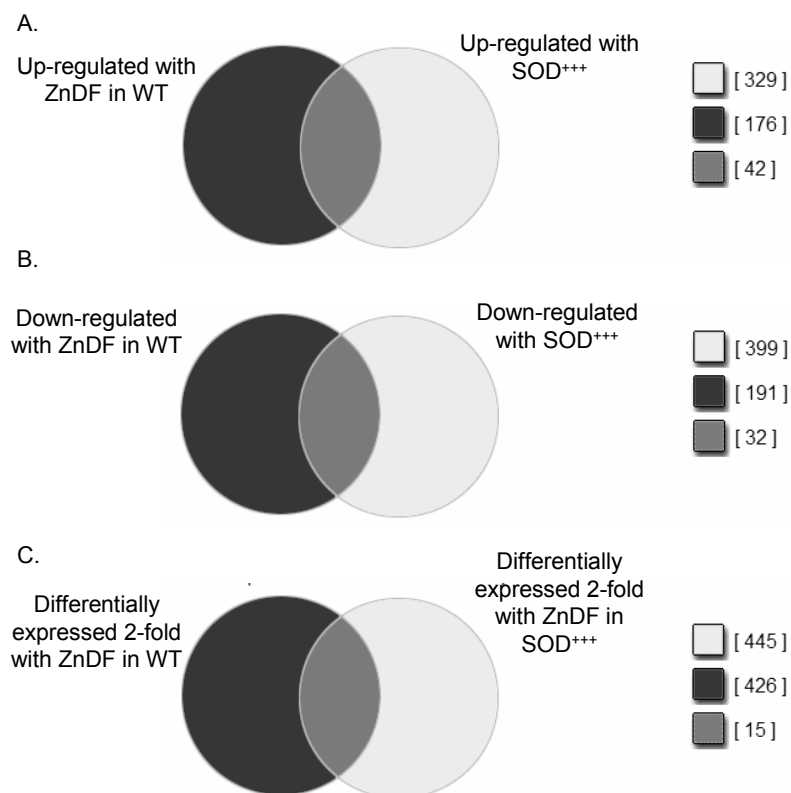 A.
Up-regulated with
ZnDF in WT
Up-regulated with
SOD+++
[ 329 ]
[ 176 ]
[ 42 ]
B.
Down-regulated
with ZnDF in WT
Down-regulated
with SOD+++
[ 399 ]
[ 191 ]
[ 32 ]
C.
Differentially
expressed 2-fold
with ZnDF in WT
Differentially
expressed 2-fold
with ZnDF in
SOD+++
[ 445 ]
[ 426 ]
[ 15 ]